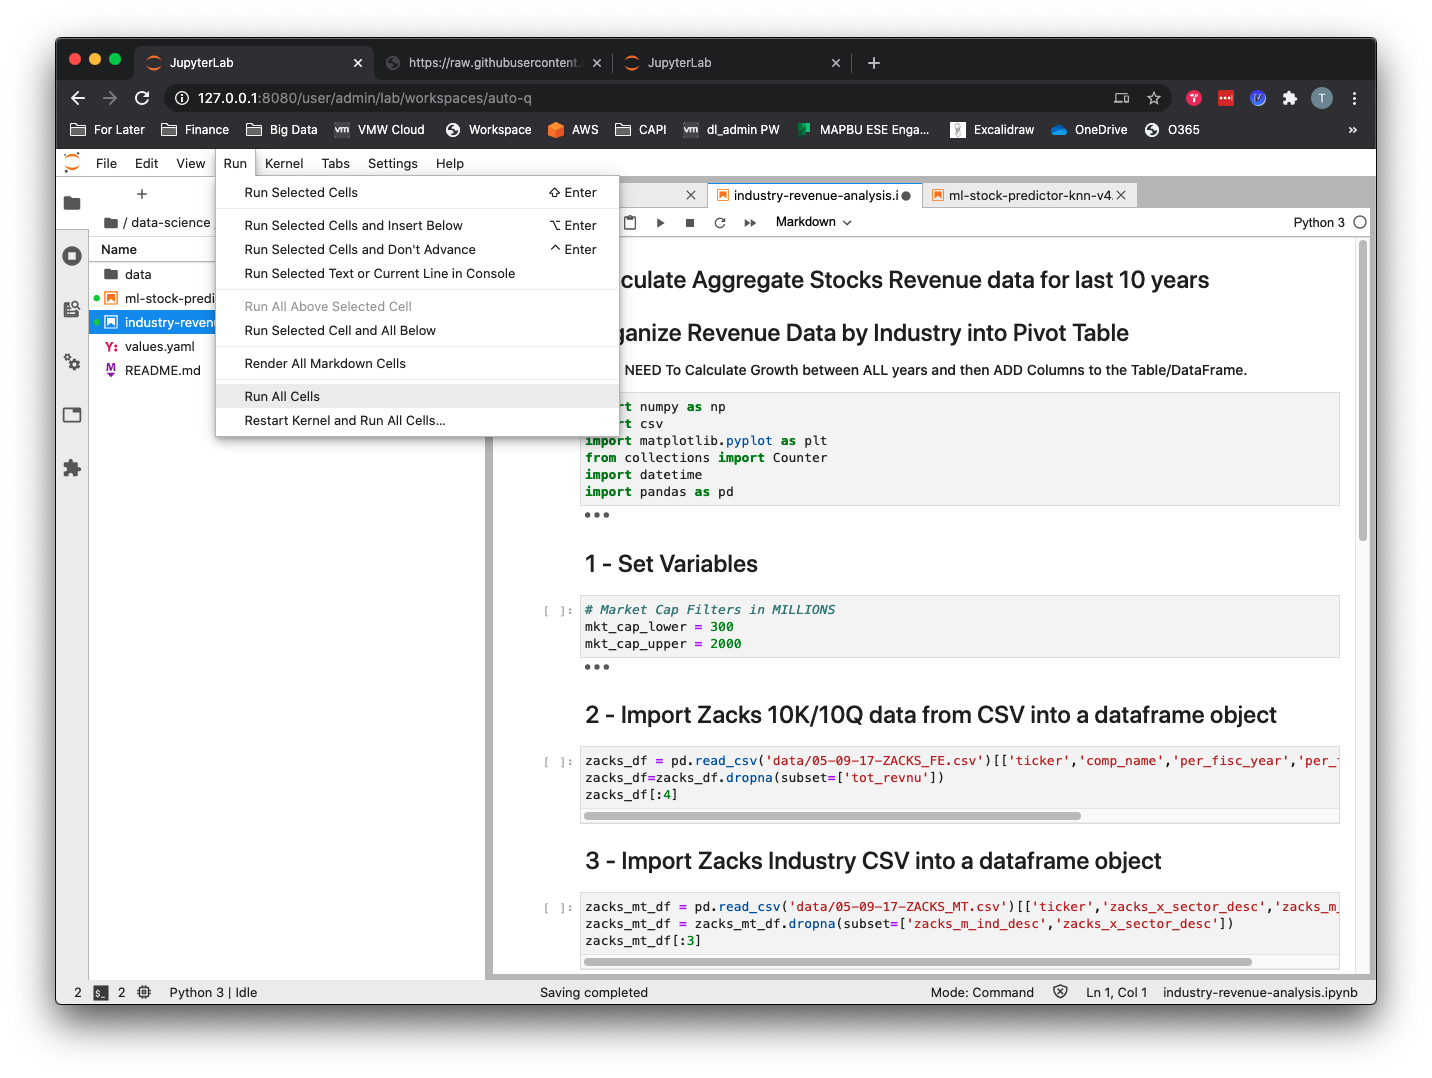 JupyterLab
https://raw.githubusercontent.
JupyterLab
127.0.0.1:8080/user/admin/lab/workspaces/auto-q
T
For Later
Finance
Big Data
vm VMW Cloud
Workspace
AWS
CAPI
vm dl_admin PW
MAPBU ESE Enga...
Excalidraw
OneDrive
O365
»
File Edit View Run Kernel Tabs Settings Help
+
/ data-science
Name
data
ml-stock-predi
industry-reven
Y: values.yaml
M README.md
Run Selected Cells ⇧ Enter
Run Selected Cells and Insert Below ⌥ Enter
Run Selected Cells and Don't Advance ^ Enter
Run Selected Text or Current Line in Console
Run All Above Selected Cell
Run Selected Cell and All Below
Render All Markdown Cells
Run All Cells
Restart Kernel and Run All Cells...
industry-revenue-analysis.i
ml-stock-predictor-knn-v4.
Markdown
Python 3
culate Aggregate Stocks Revenue data for last 10 years
ganize Revenue Data by Industry into Pivot Table
NEED To Calculate Growth between ALL years and then ADD Columns to the Table/DataFrame.
rt numpy as np
rt csv
import matplotlib.pyplot as plt
from collections import Counter
import datetime
import pandas as pd
1 - Set Variables
[ ]:
# Market Cap Filters in MILLIONS
mkt_cap_lower = 300
mkt_cap_upper = 2000
2 - Import Zacks 10K/10Q data from CSV into a dataframe object
[ ]:
zacks_df = pd.read_csv('data/05-09-17-ZACKS_FE.csv')[['ticker','comp_name','per_fisc_year','per_
zacks_df=zacks_df.dropna(subset=['tot_revnu'])
zacks_df[:4]
3 - Import Zacks Industry CSV into a dataframe object
[ ]:
zacks_mt_df = pd.read_csv('data/05-09-17-ZACKS_MT.csv')[['ticker','zacks_x_sector_desc','zacks_m_
zacks_mt_df = zacks_mt_df.dropna(subset=['zacks_m_ind_desc','zacks_x_sector_desc'])
zacks_mt_df[:3]
2 $_ 2 Python 3 | Idle
Saving completed
Mode: Command
Ln 1, Col 1
industry-revenue-analysis.ipynb